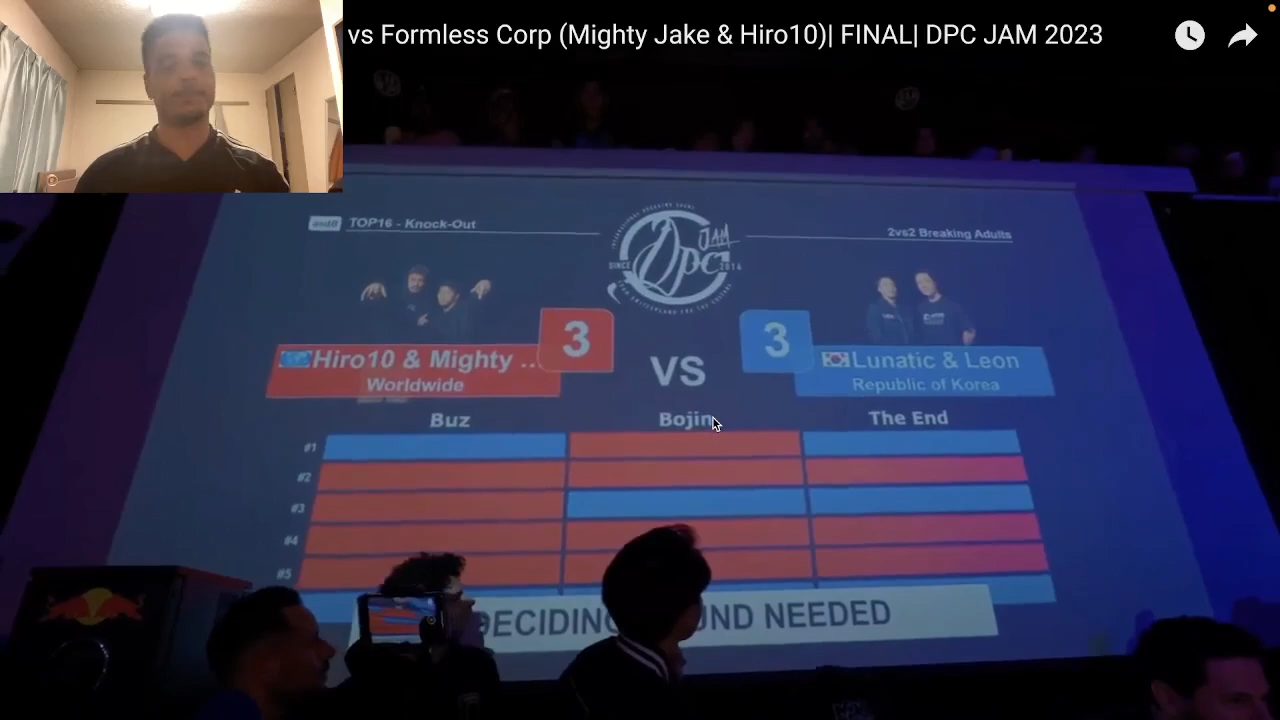 vs Formless Corp (Mighty Jake & Hiro10)| FINAL| DPC JAM 2023
and8 TOP16 - Knock-Out
2vs2 Breaking Adults
JAM
DPC
SINCE 2014
3
VS
3
Hiro10 & Mighty ..
Worldwide
Lunatic & Leon
Republic of Korea
Buz
Bojin
The End
#1
#2
#3
#4
#5
NEEDED